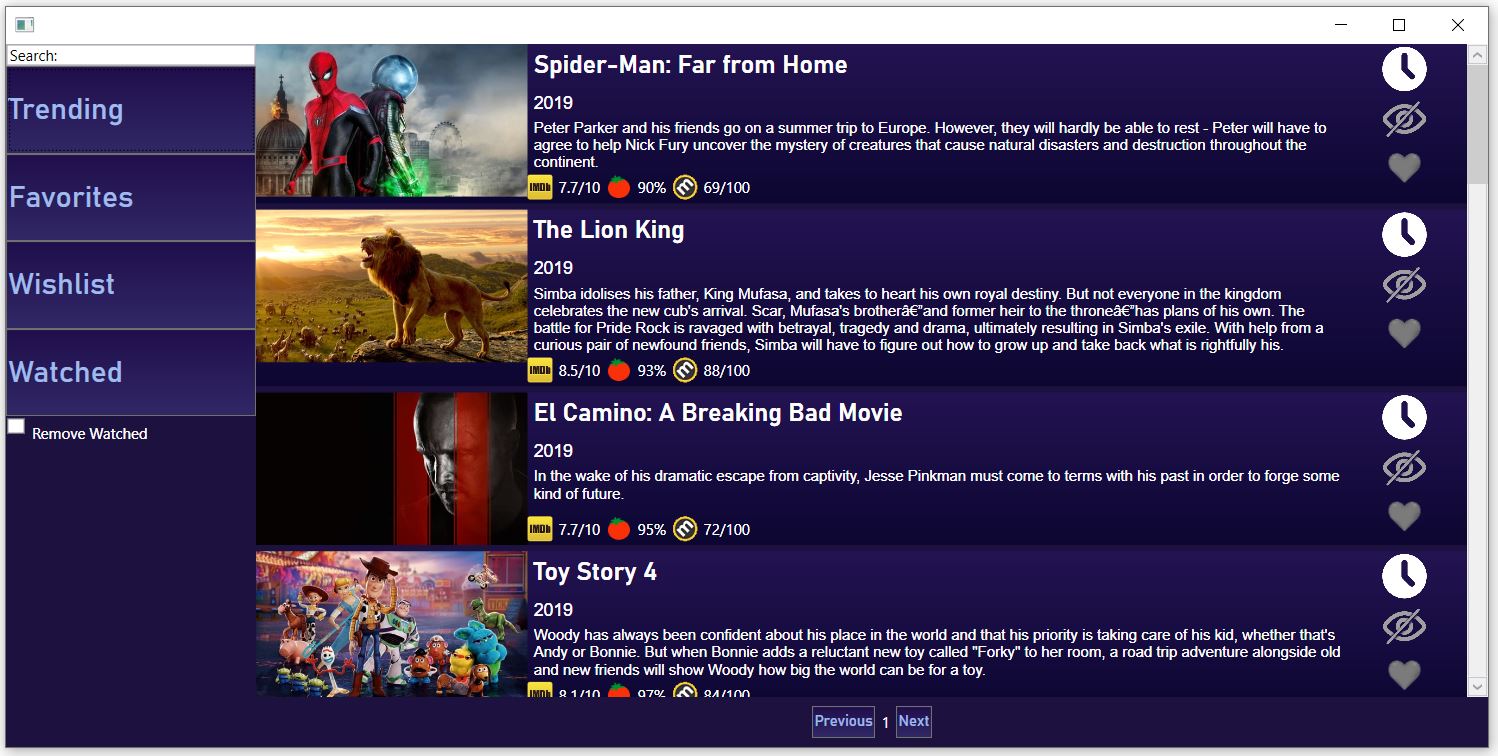 Search:
Trending
Favorites
Wishlist
Watched
Remove Watched
Spider-Man: Far from Home
2019
Peter Parker and his friends go on a summer trip to Europe. However, they will hardly be able to rest - Peter will have to
agree to help Nick Fury uncover the mystery of creatures that cause natural disasters and destruction throughout the
continent.
IMDb 7.7/10 90% m 69/100
The Lion King
2019
Simba idolises his father, King Mufasa, and takes to heart his own royal destiny. But not everyone in the kingdom
celebrates the new cub's arrival. Scar, Mufasa's brotherâ€”and former heir to the throneâ€”has plans of his own. The
battle for Pride Rock is ravaged with betrayal, tragedy and drama, ultimately resulting in Simba's exile. With help from a
curious pair of newfound friends, Simba will have to figure out how to grow up and take back what is rightfully his.
IMDb 8.5/10 93% m 88/100
El Camino: A Breaking Bad Movie
2019
In the wake of his dramatic escape from captivity, Jesse Pinkman must come to terms with his past in order to forge some
kind of future.
IMDb 7.7/10 95% m 72/100
Toy Story 4
2019
Woody has always been confident about his place in the world and that his priority is taking care of his kid, whether that's
Andy or Bonnie. But when Bonnie adds a reluctant new toy called "Forky" to her room, a road trip adventure alongside old
and new friends will show Woody how big the world can be for a toy.
IMDb 8.1/10 97% m 84/100
Previous 1 Next